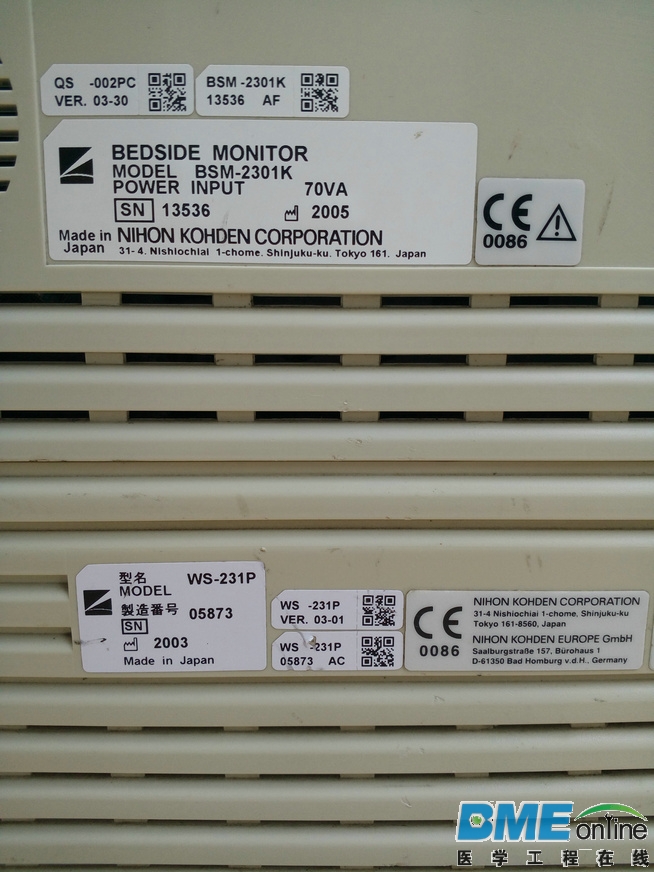 QS -002PC
VER. 03-30
BSM -2301K
13536 AF
BEDSIDE MONITOR
MODEL BSM-2301K
POWER INPUT 70VA
SN 13536 2005
Made in Japan NIHON KOHDEN CORPORATION
31- 4. Nishiochiai 1-chome. Shinjuku-ku. Tokyo 161. Japan
CE
0086
型名
MODEL WS-231P
製造番号 05873
SN
2003
Made in Japan
WS -231P
VER. 03-01
WS -231P
05873 AC
CE
0086
NIHON KOHDEN CORPORATION
31-4 Nishiochiai 1-chome, Shinjuku-ku
Tokyo 161-8560, Japan
NIHON KOHDEN EUROPE GmbH
Saalburgstraße 157, Bürohaus 1
D-61350 Bad Homburg v.d.H., Germany
BME online
医学工程在线